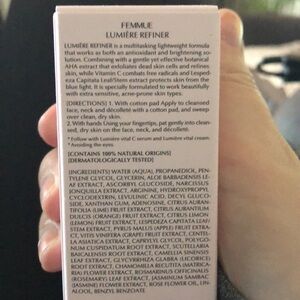 FEMMUE
LUMIÈRE REFINER
LUMIÈRE REFINER is a multitasking lightweight formula
that works as both an antioxidant and brightening so-
lution. Combining with a gentle yet effective botanical
AHA extract that exfoliates dead skin cells and refines
skin, while Vitamin C combats free radicals and Lesped-
eza Capitata Leaf/Stem extract protects skin from the
blue light. It is specially formulated to work beautifully
with extra sensitive, acne-prone skin types.
[DIRECTIONS] 1. With cotton pad Apply to cleansed
face, neck and décolleté with a cotton pad, and sweep
over clean, dry skin.
2. With hands Using your fingertips, pat gently onto clean-
sed, dry skin on the face, neck, and décolleté.
* Follow with Lumière vital C serum and Lumière vital cream.
* Avoid the eye contour.
[CONTAINS 100% NATURAL ORIGINS]
[DERMATOLOGICALLY TESTED]
[INGREDIENTS] WATER (AQUA), PROPANEDIOL, PEN-
TYLENE GLYCOL, GLYCERIN, ALOE BARBADENSIS LE-
AF EXTRACT, ASCORBYL GLUCOSIDE, NARCISSUS
JONQUILLA EXTRACT, ARGININE, HYDROXYPROPYL
CYCLODEXTRIN, LEVULINIC ACID, DECYL GLUCO-
SIDE, XANTHAN GUM, ADENOSINE, CITRUS AURAN-
TIFOLIA (LIME) FRUIT EXTRACT, CITRUS AURANTIUM
DULCIS (ORANGE) FRUIT EXTRACT, CITRUS LIMON
(LEMON) FRUIT EXTRACT, LESPEDEZA CAPITATA LEAF/
STEM EXTRACT, PYRUS MALUS (APPLE) FRUIT EXTRA-
CT, VITIS VINIFERA (GRAPE) FRUIT EXTRACT, CENTEL-
LA ASIATICA EXTRACT, CAPRYLYL GLYCOL, POLYGO-
NUM CUSPIDATUM ROOT EXTRACT, SCUTELLARIA
BAICALENSIS ROOT EXTRACT, CAMELLIA SINENSIS
LEAF EXTRACT, GLYCYRRHIZA GLABRA (LICORICE)
ROOT EXTRACT, CHAMOMILLA RECUTITA (MATRICA-
RIA) FLOWER EXTRACT, ROSMARINUS OFFICINALIS
(ROSEMARY) LEAF EXTRACT, JASMINUM SAMBAC
(JASMINE) FLOWER EXTRACT, ROSE FLOWER OIL, LIN-
ALOOL, BENZYL BENZOATE